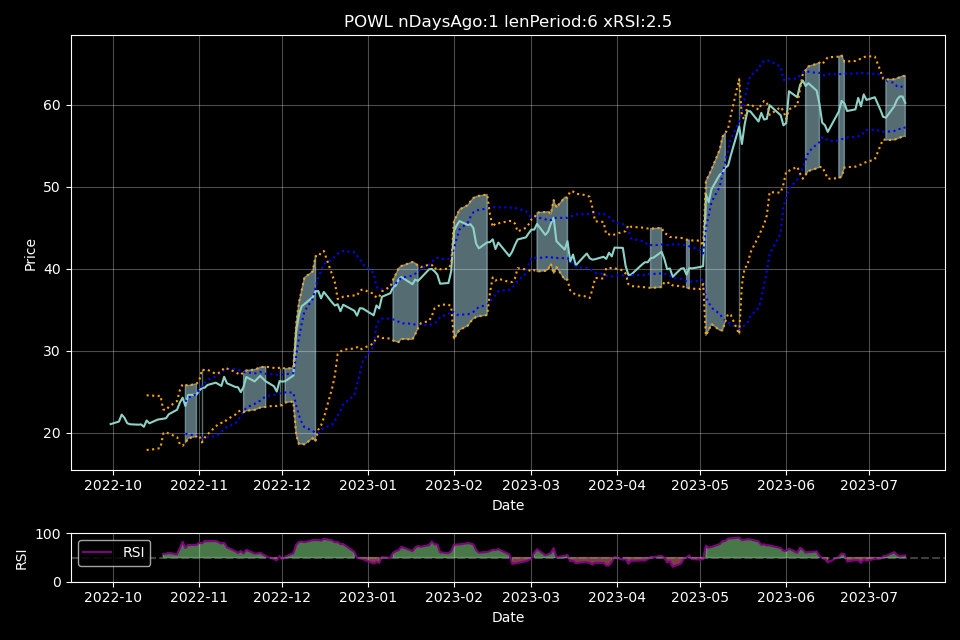 POWL nDaysAgo:1 lenPeriod:6 xRSI:2.5
Price
60
50
40
30
20
2022-10 2022-11 2022-12 2023-01 2023-02 2023-03 2023-04 2023-05 2023-06 2023-07
Date
RSI
100
0
RSI
2022-10 2022-11 2022-12 2023-01 2023-02 2023-03 2023-04 2023-05 2023-06 2023-07
Date